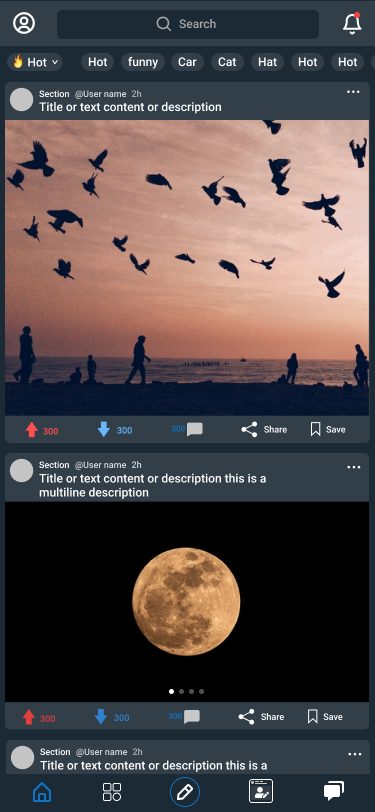 Search
Hot
Hot
funny
Car
Cat
Hat
Hot
Hot
Section @User name 2h
Title or text content or description
300
300
300
Share
Save
Section @User name 2h
Title or text content or description this is a
multiline description
300
300
300
Share
Save
Section @User name 2h
Title or text content or description this is a